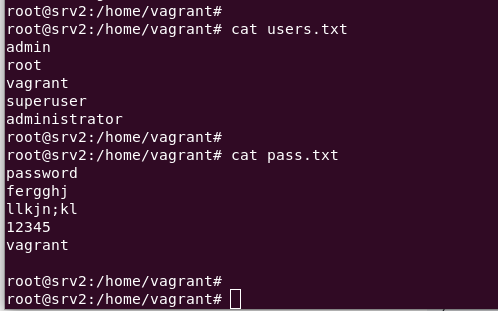 root@srv2:/home/vagrant#
root@srv2:/home/vagrant# cat users.txt
admin
root
vagrant
superuser
administrator
root@srv2:/home/vagrant#
root@srv2:/home/vagrant# cat pass.txt
password
fergghj
llkjn;kl
12345
vagrant
root@srv2:/home/vagrant#
root@srv2:/home/vagrant#